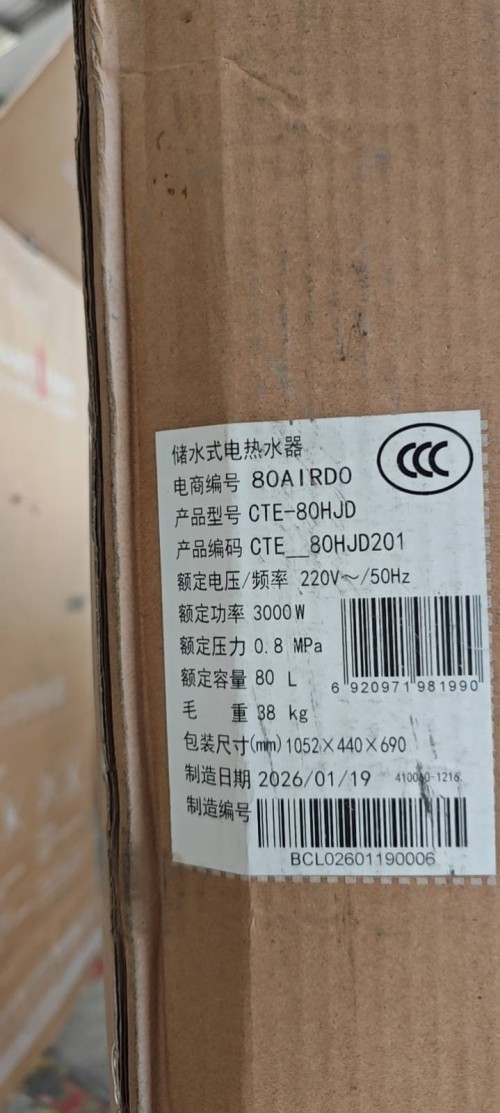 储水式电热水器
CCC
电商编号 80AIRDO
产品型号 CTE-80HJD
产品编码 CTE__80HJD201
额定电压/频率 220V～/50Hz
额定功率 3000W
额定压力 0.8 MPa
额定容量 80 L
6 920971 981990
毛 重 38 kg
包装尺寸(mm) 1052×440×690
制造日期 2026/01/19
制造编号
BCL02601190006